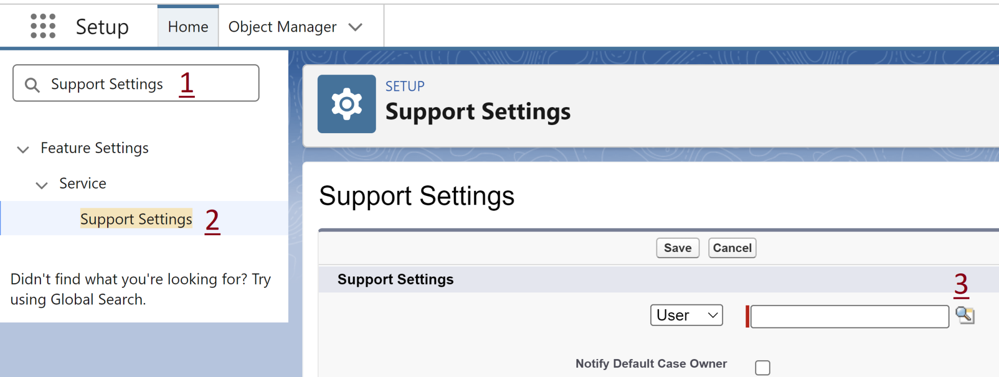 Setup
Home
Object Manager
Support Settings 1
Feature Settings
Service
Support Settings 2
Didn't find what you're looking for? Try
using Global Search.
SETUP
Support Settings
Support Settings
Save Cancel
Support Settings
3
User
Notify Default Case Owner